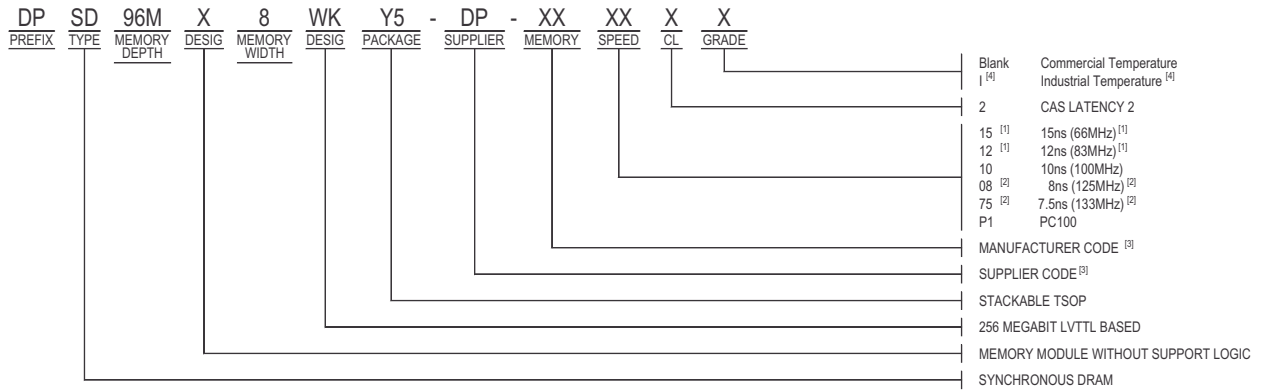 DP SD 96M X 8 WK Y5 - DP - XX XX X X
PREFIX TYPE MEMORY DEPTH DESIG MEMORY WIDTH DESIG PACKAGE SUPPLIER MEMORY SPEED CL GRADE
Blank Commercial Temperature
I [4] Industrial Temperature [4]
2 CAS LATENCY 2
15 [1] 15ns (66MHz) [1]
12 [1] 12ns (83MHz) [1]
10 10ns (100MHz)
08 [2] 8ns (125MHz) [2]
75 [2] 7.5ns (133MHz) [2]
P1 PC100
MANUFACTURER CODE [3]
SUPPLIER CODE [3]
STACKABLE TSOP
256 MEGABIT LVTTL BASED
MEMORY MODULE WITHOUT SUPPORT LOGIC
SYNCHRONOUS DRAM